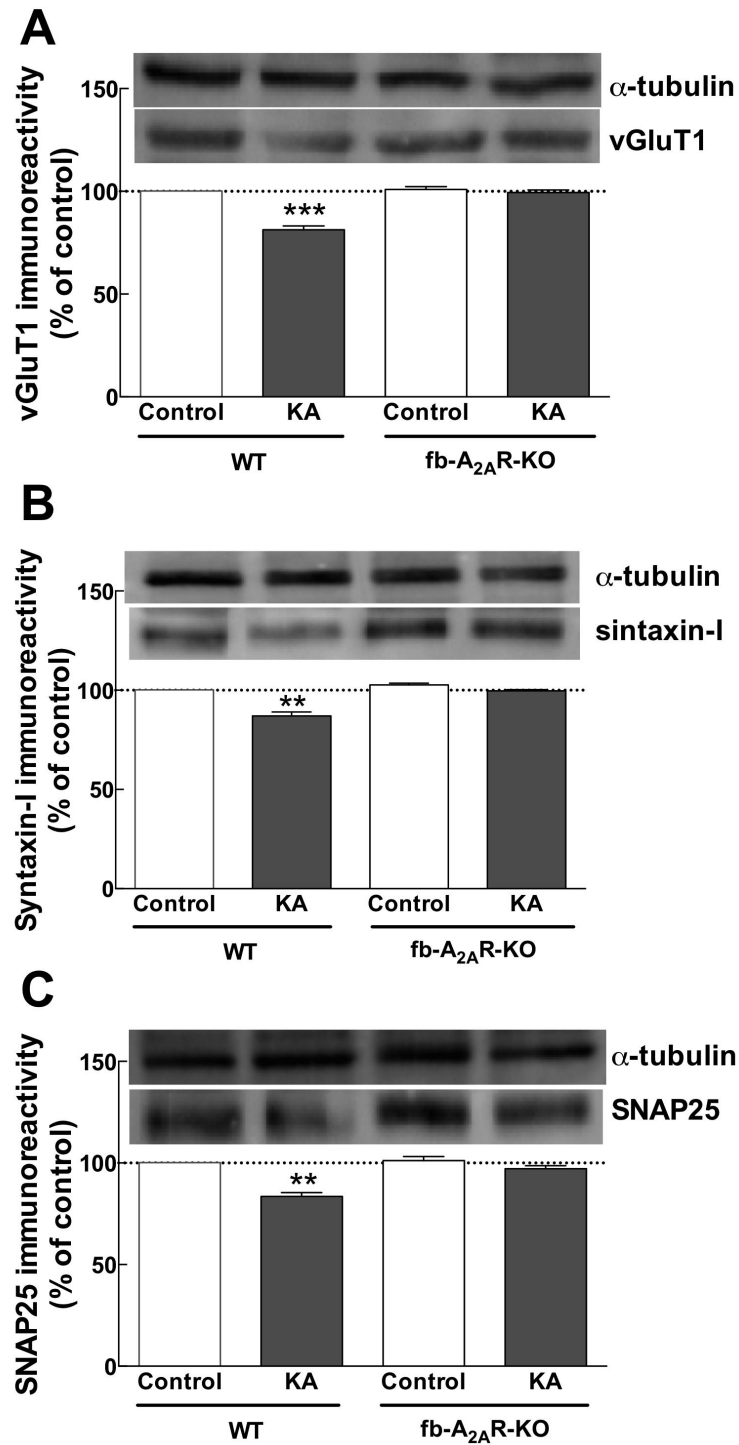 A
vGluT1 immunoreactivity
(% of control)
150
100
50
0
α-tubulin
vGluT1
***
Control KA Control KA
WT fb-A2AR-KO
B
Syntaxin-I immunoreactivity
(% of control)
150
100
50
0
α-tubulin
sintaxin-I
**
Control KA Control KA
WT fb-A2AR-KO
C
SNAP25 immunoreactivity
(% of control)
150
100
50
0
α-tubulin
SNAP25
**
Control KA Control KA
WT fb-A2AR-KO